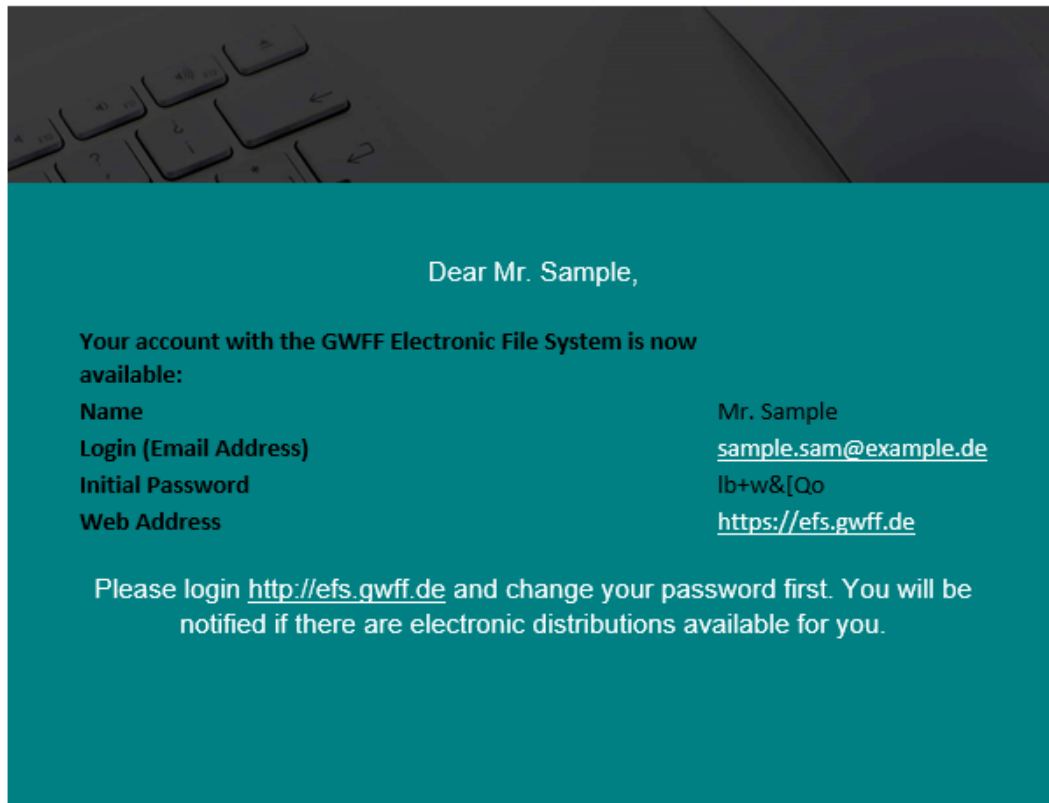 Dear Mr. Sample,
Your account with the GWFF Electronic File System is now
available:
Name Mr. Sample
Login (Email Address) sample.sam@example.de
Initial Password lb+w&[Qo
Web Address https://efs.gwff.de
Please login http://efs.gwff.de and change your password first. You will be
notified if there are electronic distributions available for you.